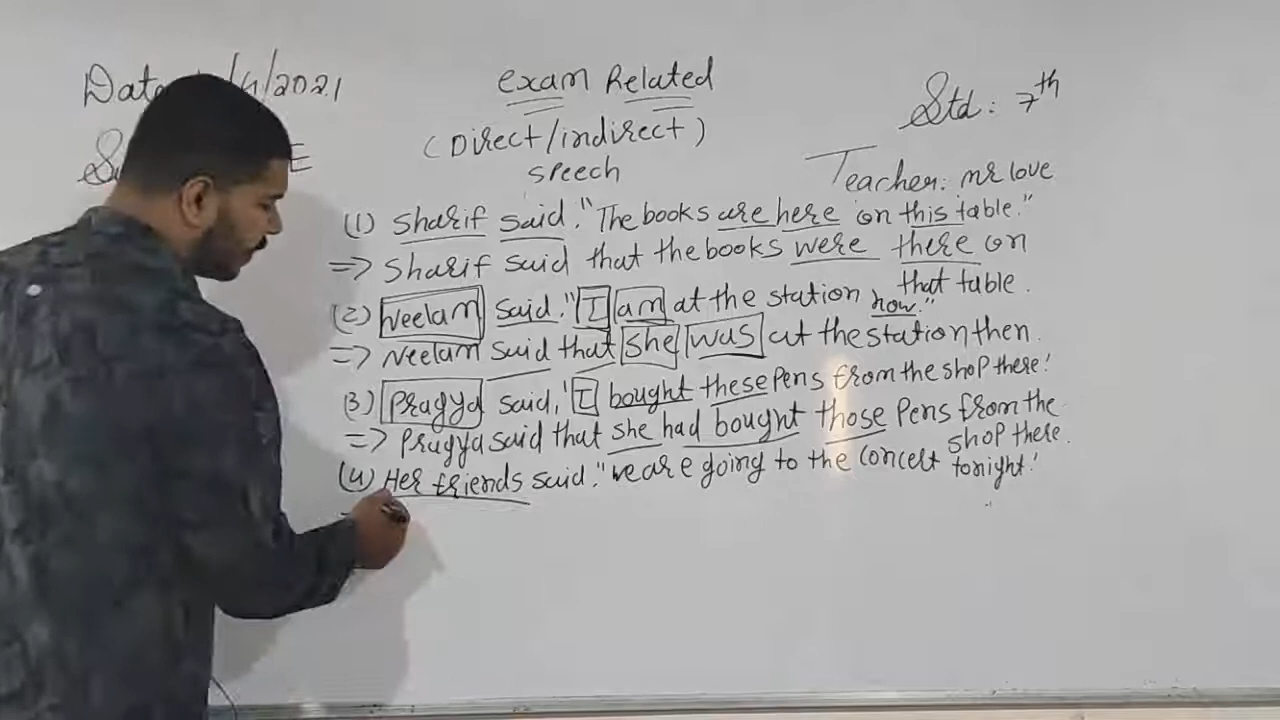 Date /4/2021
exam Related
Std: 7th
(Direct/indirect)
speech
Teacher: mr love
(1) Sharif said. "The books are here on this table."
=> Sharif said that the books were there on
that table.
(2) Neelam said. "I am at the station now."
=> Neelam said that she was at the station then.
(3) Pragya said, "I bought these Pens from the shop there.'
=> Pragya said that she had bought those Pens from the
shop there.
(4) Her friends said. "we are going to the concert tonight.'